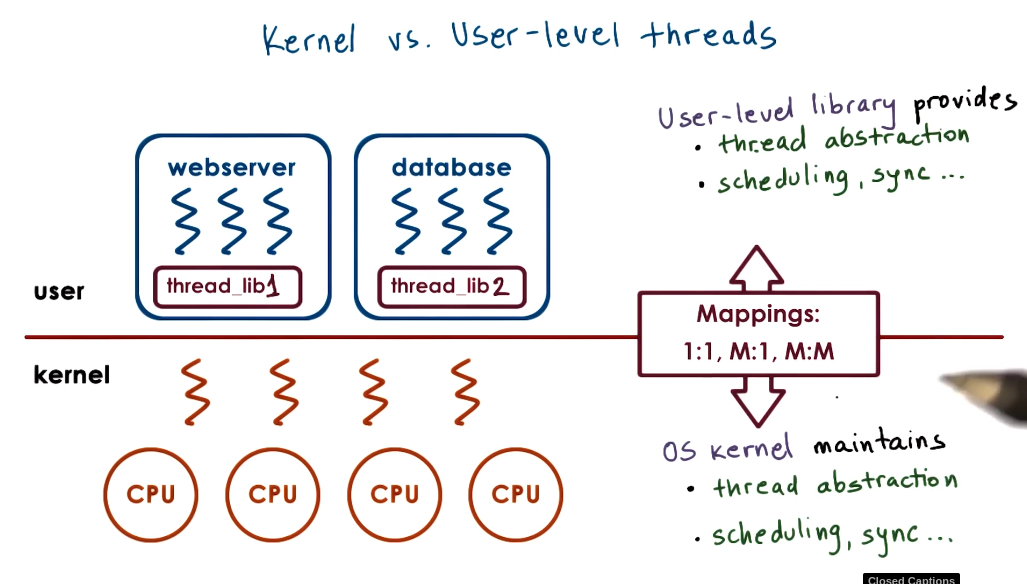 Kernel vs. User-level threads
webserver
database
thread_lib1
thread_lib2
user
kernel
CPU
CPU
CPU
CPU
User-level library provides
• thread abstraction
• scheduling, sync ...
Mappings:
1:1, M:1, M:M
OS kernel maintains
• thread abstraction
• scheduling, sync ...
Closed Captions